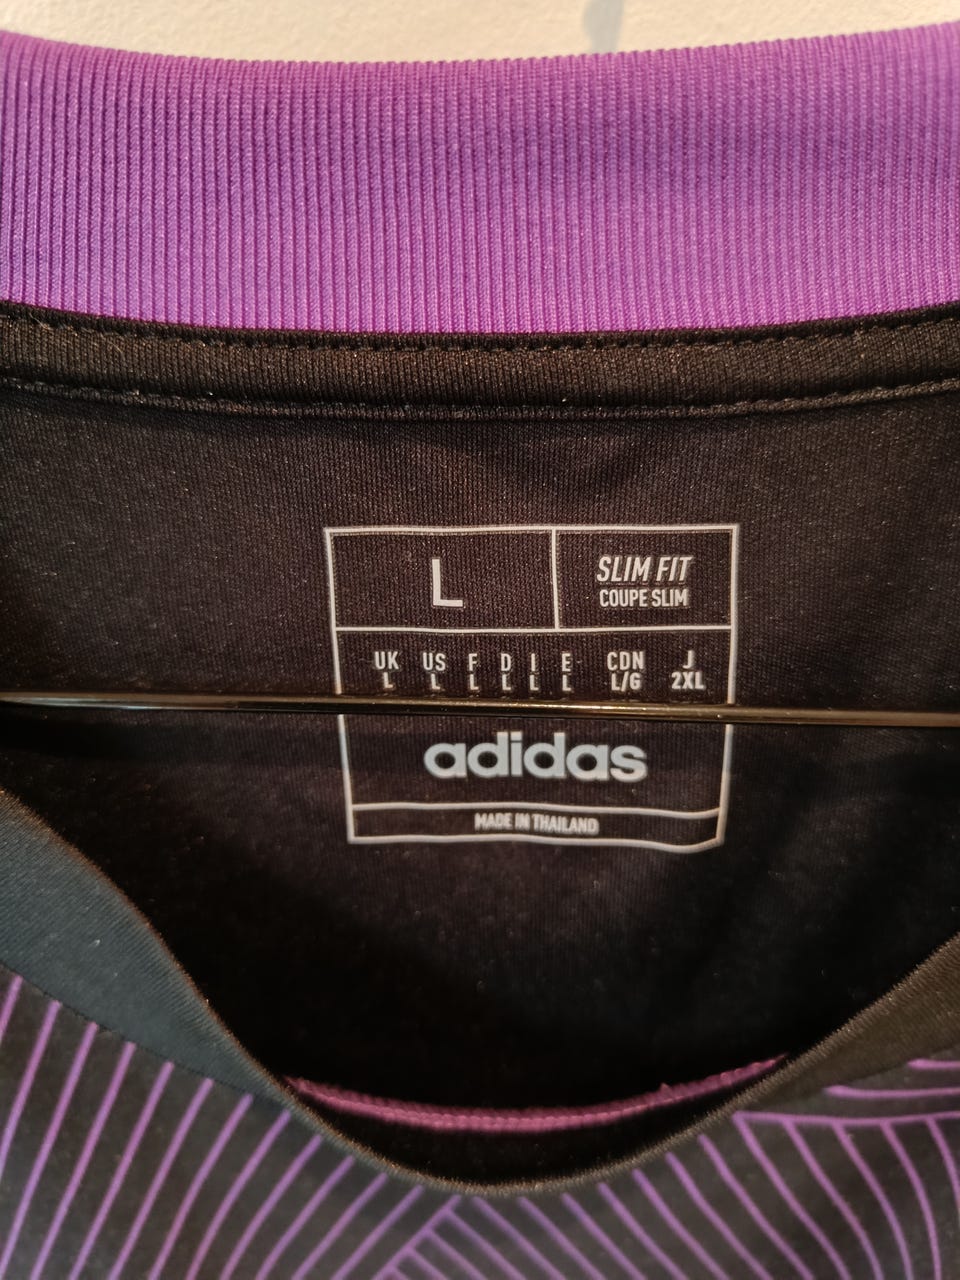 L
SLIM FIT
COUPE SLIM
UK US F D I E CDN J
L L L L L L L/G 2XL
adidas
MADE IN THAILAND